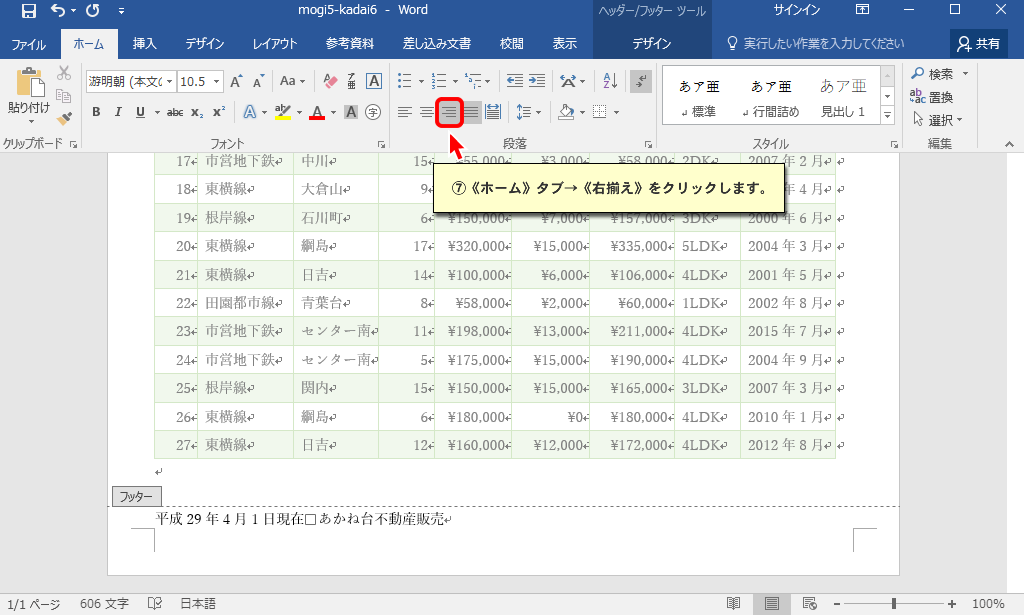 mogi5-kadai6 - Word
ヘッダー/フッター ツール
サインイン
ファイル ホーム 挿入 デザイン レイアウト 参考資料 差し込み文書 校閲 表示 デザイン 実行したい作業を入力してください 共有
貼り付け
クリップボード
游明朝 (本文の 10.5
フォント
段落
あア亜 あア亜 あア亜
↲標準 ↲行間詰め 見出し 1
スタイル
検索
置換
選択
編集
⑦《ホーム》タブ→《右揃え》をクリックします。
17 市営地下鉄 中川 15 ¥55,000 ¥3,000 ¥58,000 2DK 2007 年 2 月
18 東横線 大倉山 9 年 4 月
19 根岸線 石川町 6 ¥150,000 ¥7,000 ¥157,000 3DK 2000 年 6 月
20 東横線 綱島 17 ¥320,000 ¥15,000 ¥335,000 5LDK 2004 年 3 月
21 東横線 日吉 14 ¥100,000 ¥6,000 ¥106,000 4LDK 2001 年 5 月
22 田園都市線 青葉台 8 ¥58,000 ¥2,000 ¥60,000 1LDK 2002 年 8 月
23 市営地下鉄 センター南 11 ¥198,000 ¥13,000 ¥211,000 4LDK 2015 年 7 月
24 市営地下鉄 センター南 5 ¥175,000 ¥15,000 ¥190,000 4LDK 2004 年 9 月
25 根岸線 関内 15 ¥150,000 ¥15,000 ¥165,000 3LDK 2007 年 3 月
26 東横線 綱島 6 ¥180,000 ¥0 ¥180,000 4LDK 2010 年 1 月
27 東横線 日吉 12 ¥160,000 ¥12,000 ¥172,000 4LDK 2012 年 8 月
フッター
平成 29 年 4 月 1 日現在□あかね台不動産販売
1/1 ページ 606 文字 日本語 100%